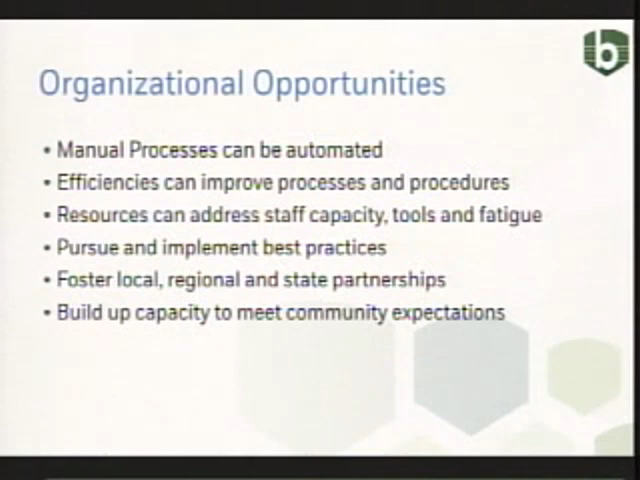 b
Organizational Opportunities
• Manual Processes can be automated
• Efficiencies can improve processes and procedures
• Resources can address staff capacity, tools and fatigue
• Pursue and implement best practices
• Foster local, regional and state partnerships
• Build up capacity to meet community expectations